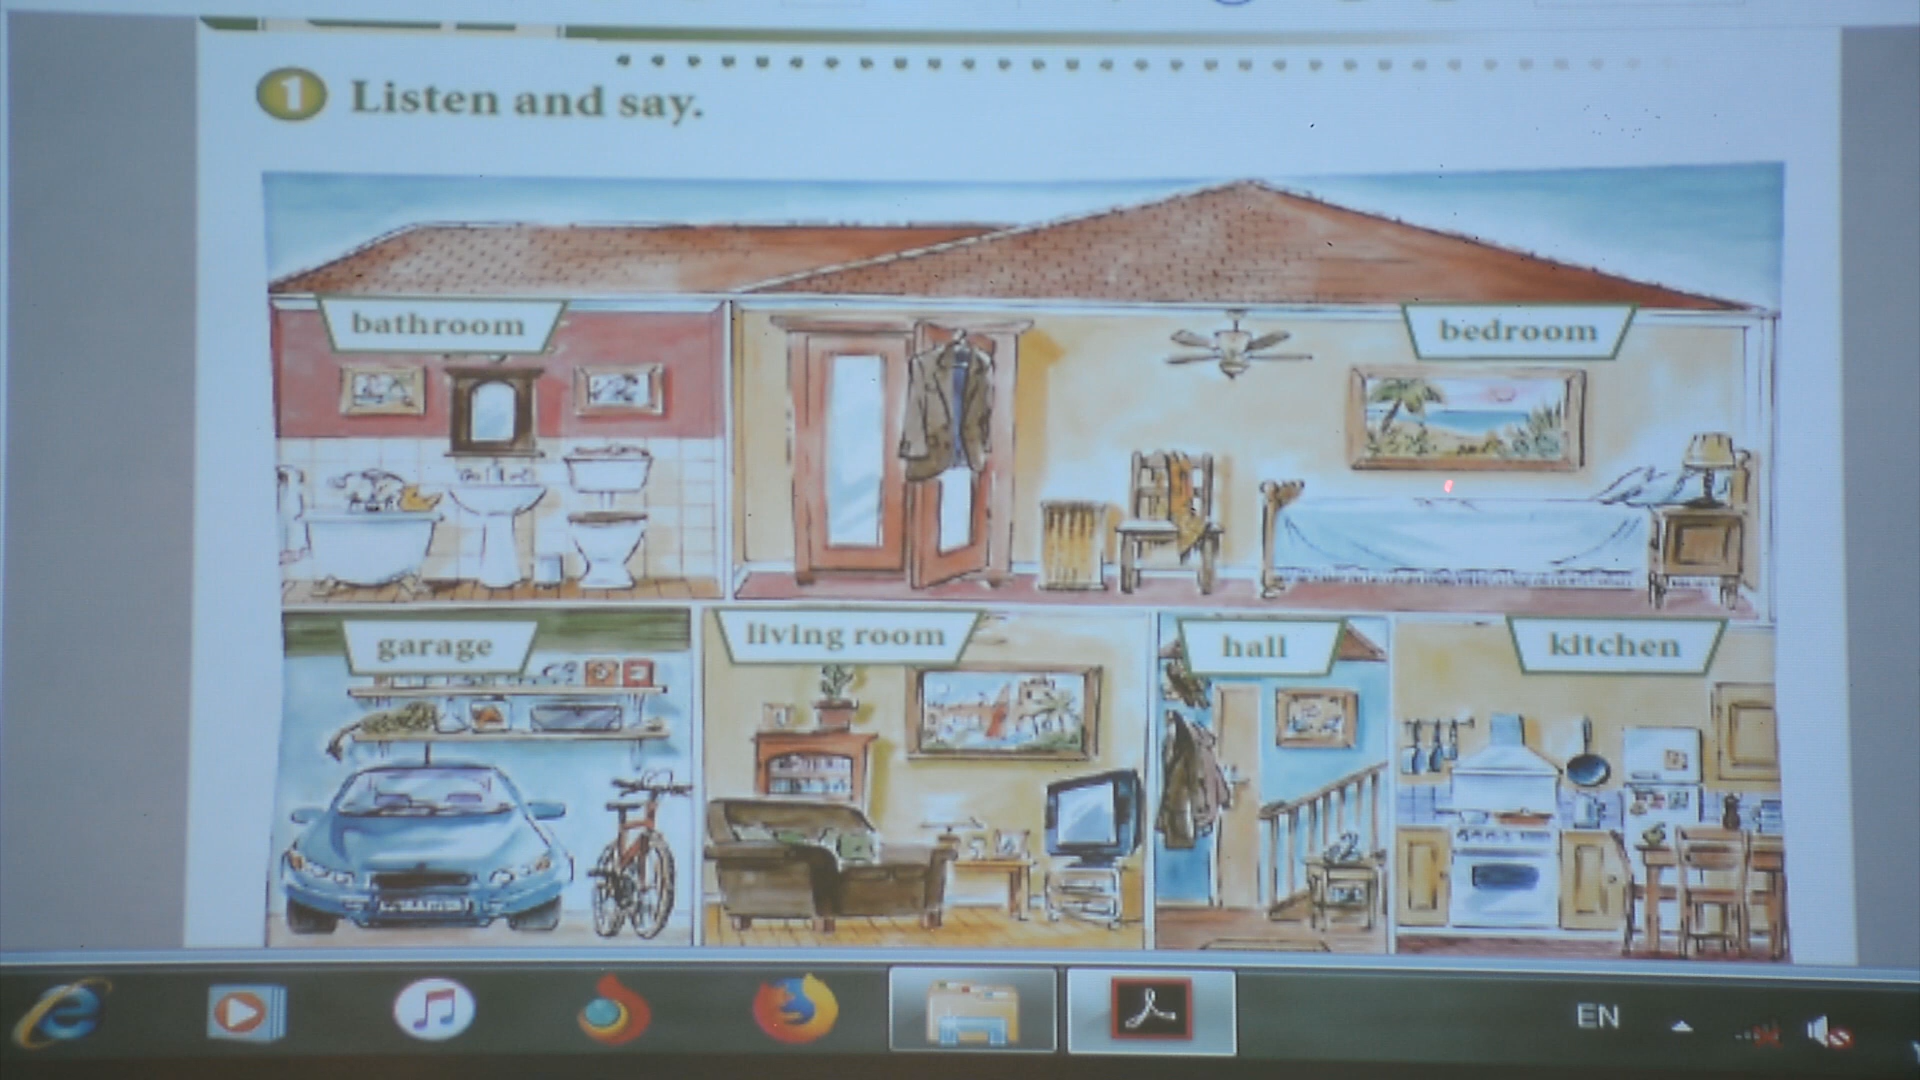 1 Listen and say.
bathroom
bedroom
garage
living room
hall
kitchen
EN